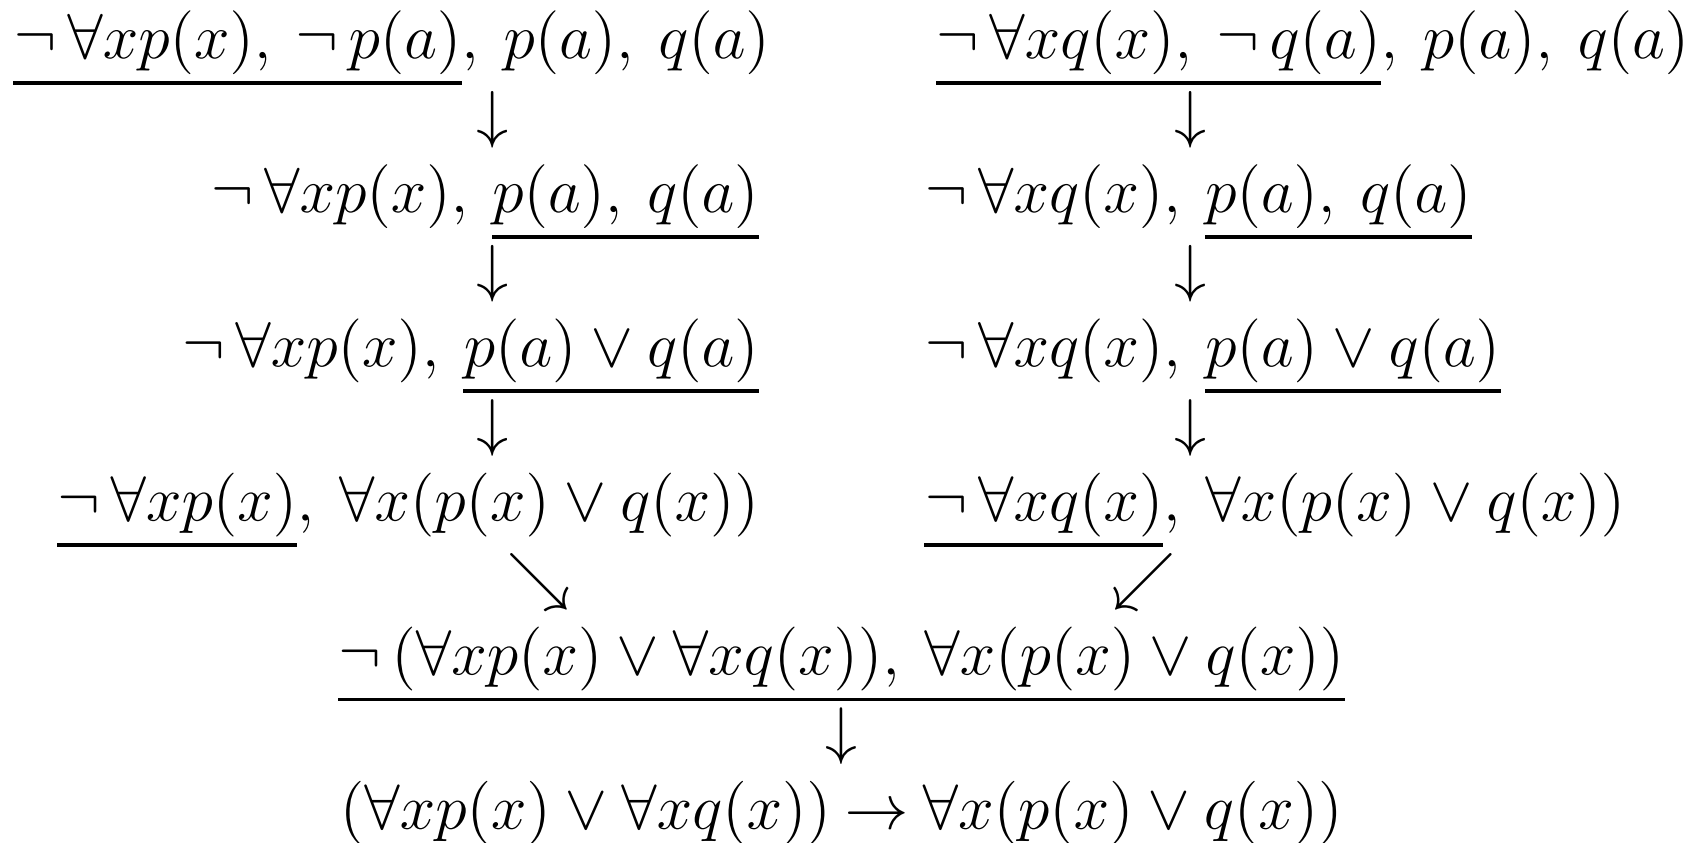 ¬ ∀xp(x), ¬ p(a), p(a), q(a) ¬ ∀xq(x), ¬ q(a), p(a), q(a)
↓ ↓
¬ ∀xp(x), p(a), q(a) ¬ ∀xq(x), p(a), q(a)
↓ ↓
¬ ∀xp(x), p(a) ∨ q(a) ¬ ∀xq(x), p(a) ∨ q(a)
↓ ↓
¬ ∀xp(x), ∀x(p(x) ∨ q(x)) ¬ ∀xq(x), ∀x(p(x) ∨ q(x))
↘ ↙
¬ (∀xp(x) ∨ ∀xq(x)), ∀x(p(x) ∨ q(x))
↓
(∀xp(x) ∨ ∀xq(x)) → ∀x(p(x) ∨ q(x))